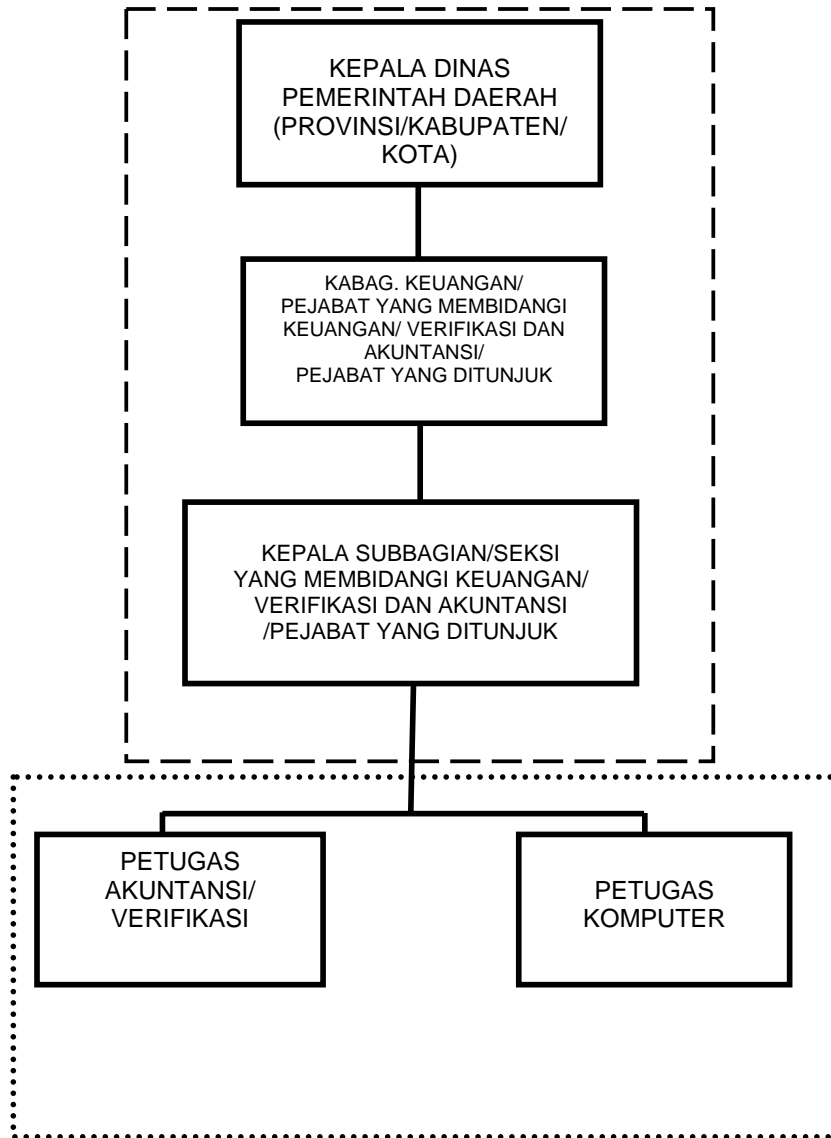 KEPALA DINAS
PEMERINTAH DAERAH
(PROVINSI/KABUPATEN/
KOTA)
KABAG. KEUANGAN/
PEJABAT YANG MEMBIDANGI
KEUANGAN/ VERIFIKASI DAN
AKUNTANSI/
PEJABAT YANG DITUNJUK
KEPALA SUBBAGIAN/SEKSI
YANG MEMBIDANGI KEUANGAN/
VERIFIKASI DAN AKUNTANSI
/PEJABAT YANG DITUNJUK
PETUGAS
AKUNTANSI/
VERIFIKASI
PETUGAS
KOMPUTER